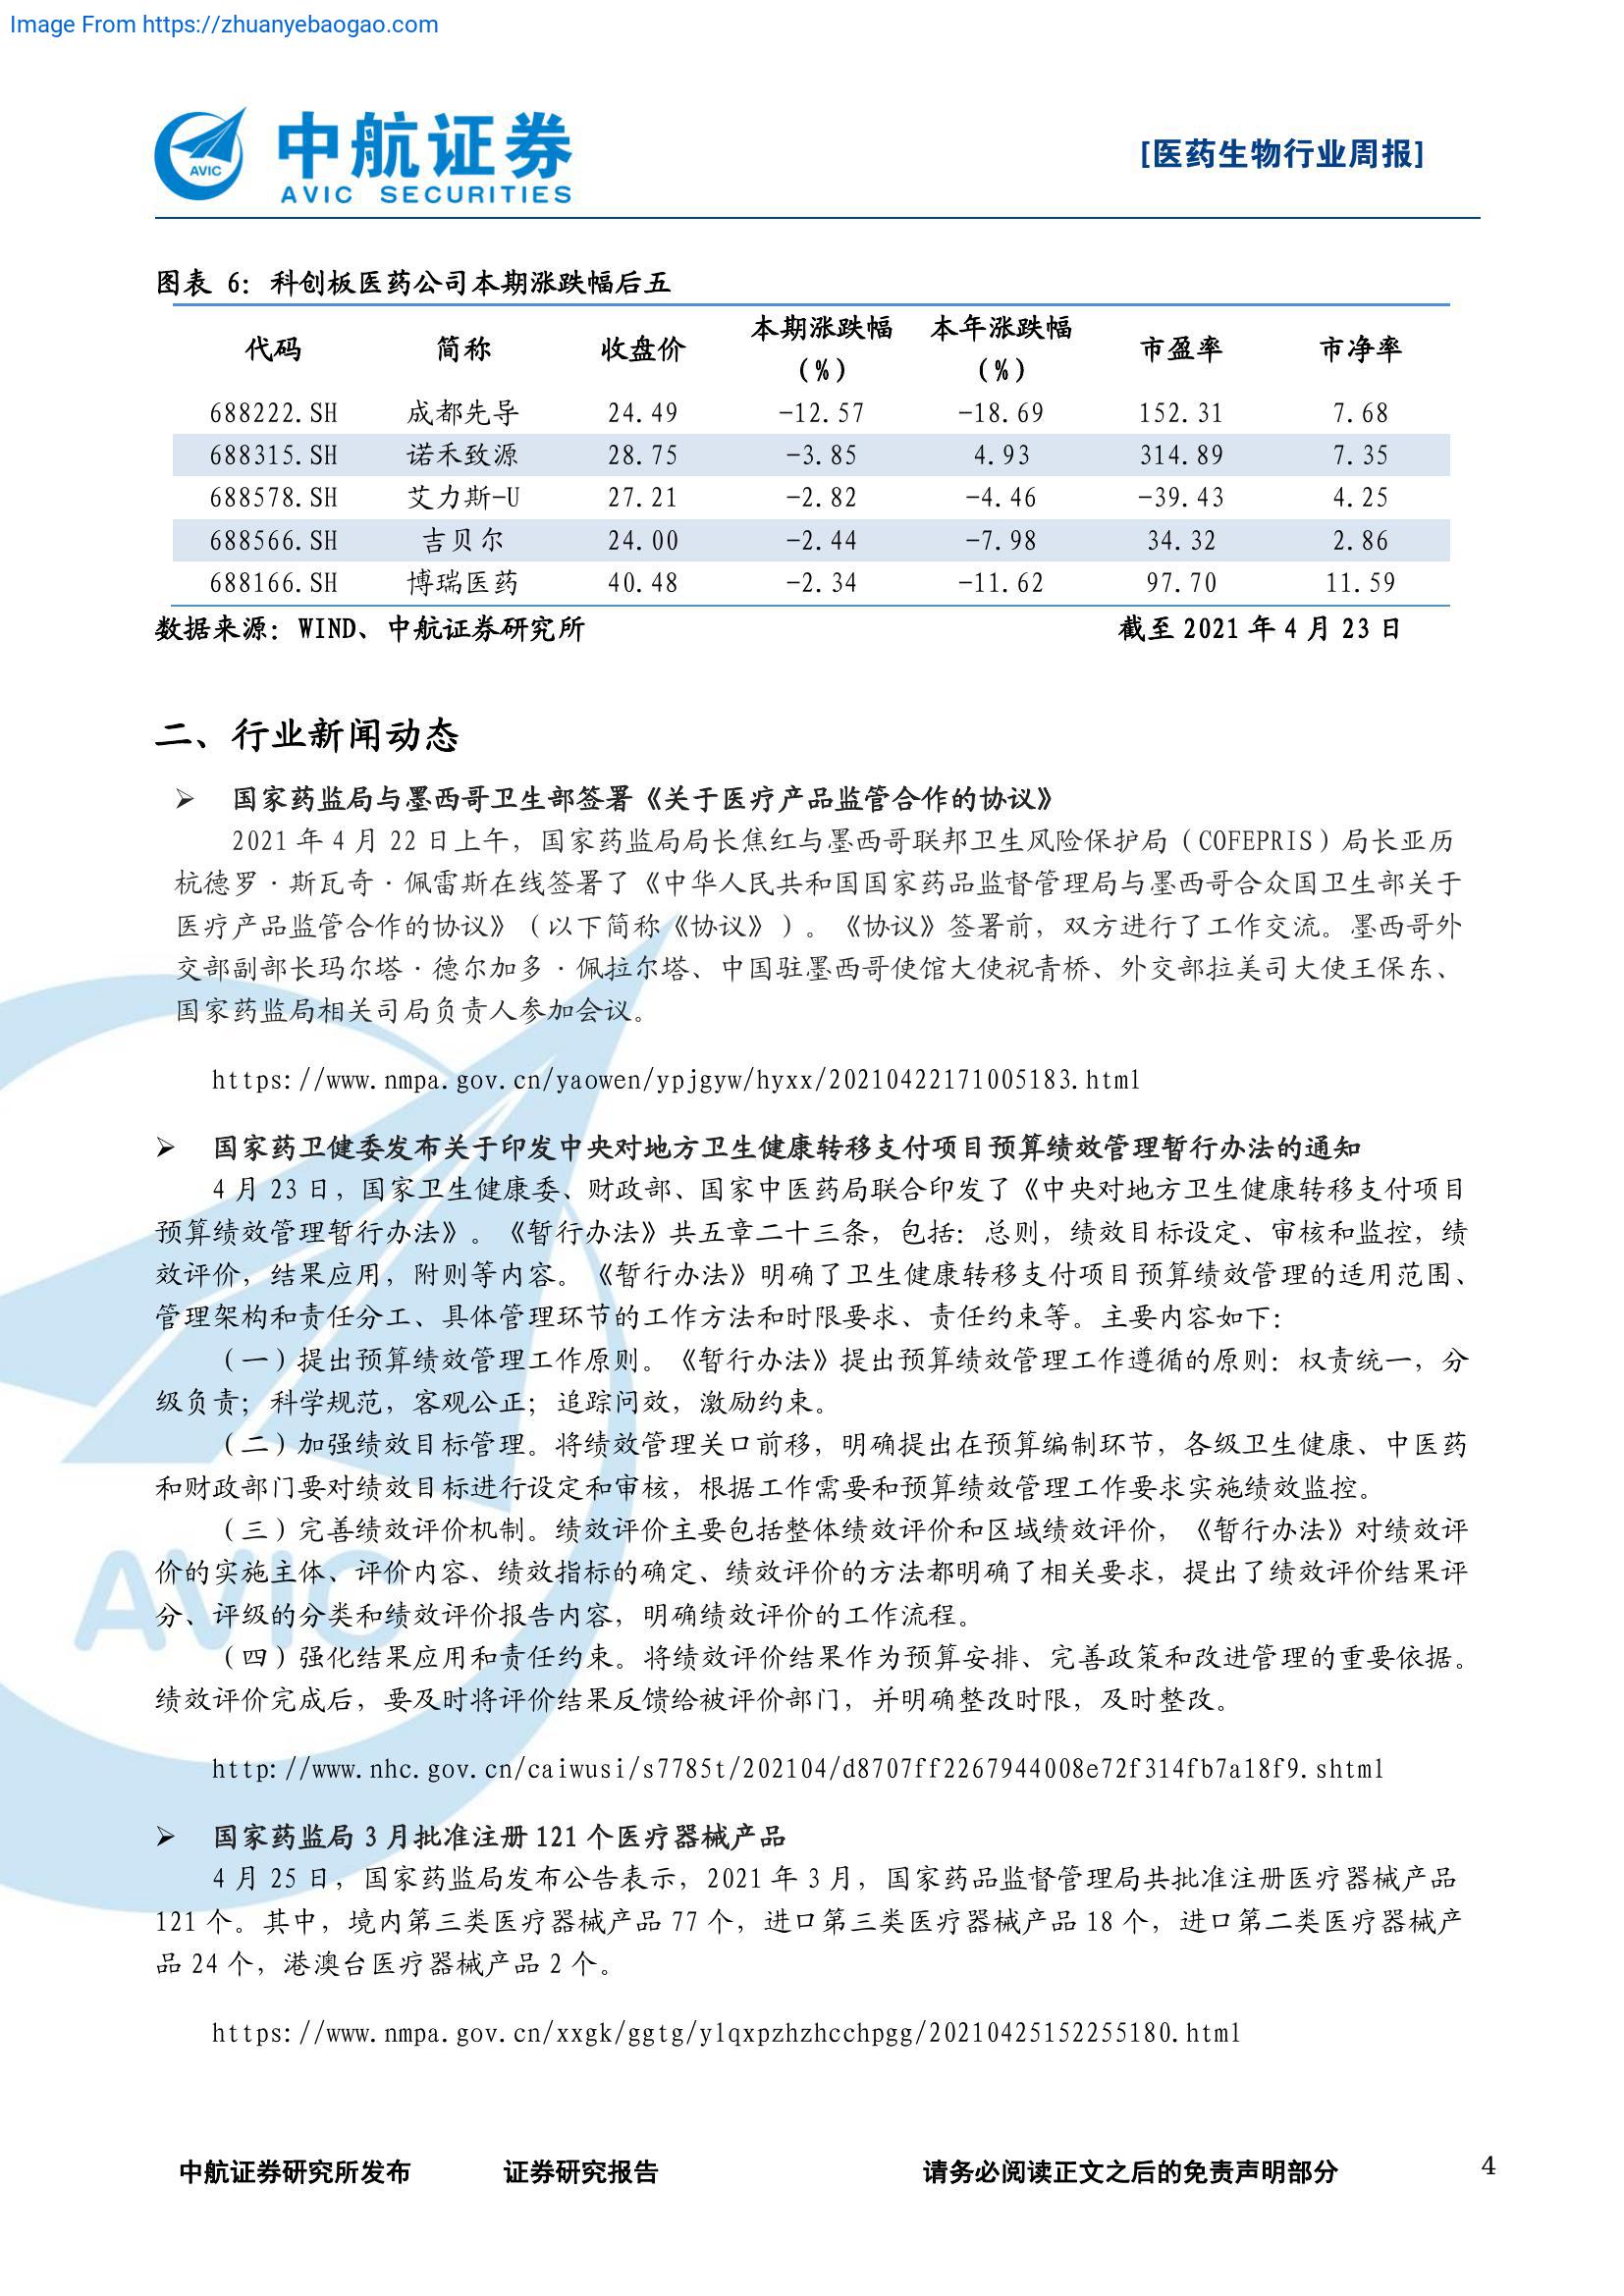 Image From https://zhuanyebaogao.com
AVIC
中航证券
AVIC SECURITIES
[医药生物行业周报]
图表 6：科创板医药公司本期涨跌幅后五
代码 简称 收盘价 本期涨跌幅（%） 本年涨跌幅（%） 市盈率 市净率
688222.SH 成都先导 24.49 -12.57 -18.69 152.31 7.68
688315.SH 诺禾致源 28.75 -3.85 4.93 314.89 7.35
688578.SH 艾力斯-U 27.21 -2.82 -4.46 -39.43 4.25
688566.SH 吉贝尔 24.00 -2.44 -7.98 34.32 2.86
688166.SH 博瑞医药 40.48 -2.34 -11.62 97.70 11.59
数据来源：WIND、中航证券研究所 截至 2021 年 4 月 23 日
二、行业新闻动态
➢ 国家药监局与墨西哥卫生部签署《关于医疗产品监管合作的协议》
2021 年 4 月 22 日上午，国家药监局局长焦红与墨西哥联邦卫生风险保护局（COFEPRIS）局长亚历
杭德罗·斯瓦奇·佩雷斯在线签署了《中华人民共和国国家药品监督管理局与墨西哥合众国卫生部关于
医疗产品监管合作的协议》（以下简称《协议》）。《协议》签署前，双方进行了工作交流。墨西哥外
交部副部长玛尔塔·德尔加多·佩拉尔塔、中国驻墨西哥使馆大使祝青桥、外交部拉美司大使王保东、
国家药监局相关司局负责人参加会议。
https://www.nmpa.gov.cn/yaowen/ypjgyw/hyxx/20210422171005183.html
➢ 国家药卫健委发布关于印发中央对地方卫生健康转移支付项目预算绩效管理暂行办法的通知
4 月 23 日，国家卫生健康委、财政部、国家中医药局联合印发了《中央对地方卫生健康转移支付项目
预算绩效管理暂行办法》。《暂行办法》共五章二十三条，包括：总则，绩效目标设定、审核和监控，绩
效评价，结果应用，附则等内容。《暂行办法》明确了卫生健康转移支付项目预算绩效管理的适用范围、
管理架构和责任分工、具体管理环节的工作方法和时限要求、责任约束等。主要内容如下：
（一）提出预算绩效管理工作原则。《暂行办法》提出预算绩效管理工作遵循的原则：权责统一，分
级负责；科学规范，客观公正；追踪问效，激励约束。
（二）加强绩效目标管理。将绩效管理关口前移，明确提出在预算编制环节，各级卫生健康、中医药
和财政部门要对绩效目标进行设定和审核，根据工作需要和预算绩效管理工作要求实施绩效监控。
（三）完善绩效评价机制。绩效评价主要包括整体绩效评价和区域绩效评价，《暂行办法》对绩效评
价的实施主体、评价内容、绩效指标的确定、绩效评价的方法都明确了相关要求，提出了绩效评价结果评
分、评级的分类和绩效评价报告内容，明确绩效评价的工作流程。
（四）强化结果应用和责任约束。将绩效评价结果作为预算安排、完善政策和改进管理的重要依据。
绩效评价完成后，要及时将评价结果反馈给被评价部门，并明确整改时限，及时整改。
http://www.nhc.gov.cn/caiwusi/s7785t/202104/d8707ff2267944008e72f314fb7a18f9.shtml
➢ 国家药监局 3 月批准注册 121 个医疗器械产品
4 月 25 日，国家药监局发布公告表示，2021 年 3 月，国家药品监督管理局共批准注册医疗器械产品
121 个。其中，境内第三类医疗器械产品 77 个，进口第三类医疗器械产品 18 个，进口第二类医疗器械产
品 24 个，港澳台医疗器械产品 2 个。
https://www.nmpa.gov.cn/xxgk/ggtg/ylqxpzhzhcchpgg/20210425152255180.html
AVIC
中航证券研究所发布 证券研究报告 请务必阅读正文之后的免责声明部分 4